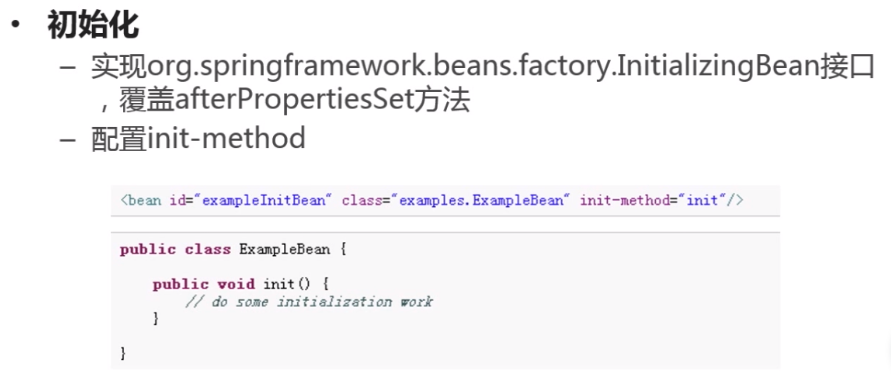 • 初始化
– 实现org.springframework.beans.factory.InitializingBean接口
，覆盖afterPropertiesSet方法
– 配置init-method
<bean id="exampleInitBean" class="examples.ExampleBean" init-method="init"/>
public class ExampleBean {
    public void init() {
        // do some initialization work
    }
}